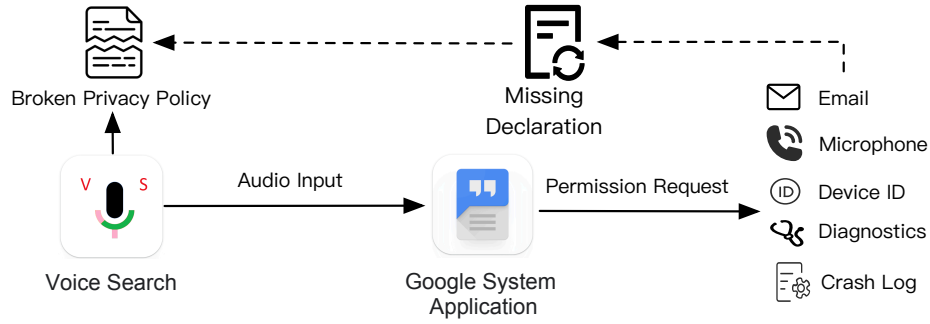 Broken Privacy Policy
Missing
Declaration
Email
Microphone
ID
Device ID
Diagnostics
Crash Log
V S
Audio Input
Permission Request
Voice Search
Google System
Application